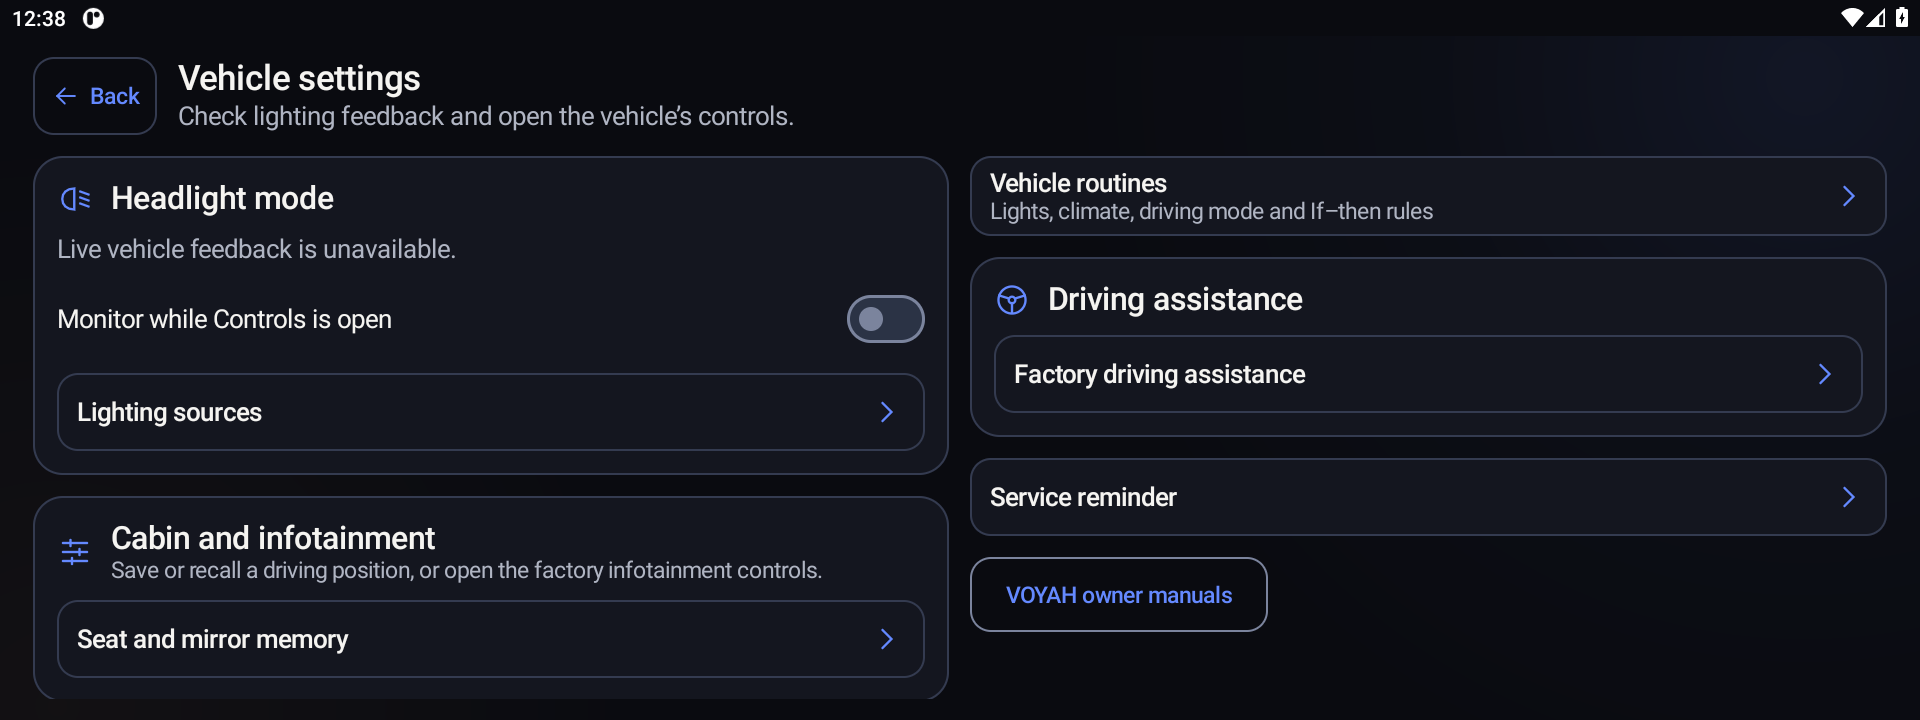 12:38
Back
Vehicle settings
Check lighting feedback and open the vehicle’s controls.
Headlight mode
Live vehicle feedback is unavailable.
Monitor while Controls is open
Lighting sources
Cabin and infotainment
Save or recall a driving position, or open the factory infotainment controls.
Seat and mirror memory
Vehicle routines
Lights, climate, driving mode and If–then rules
Driving assistance
Factory driving assistance
Service reminder
VOYAH owner manuals